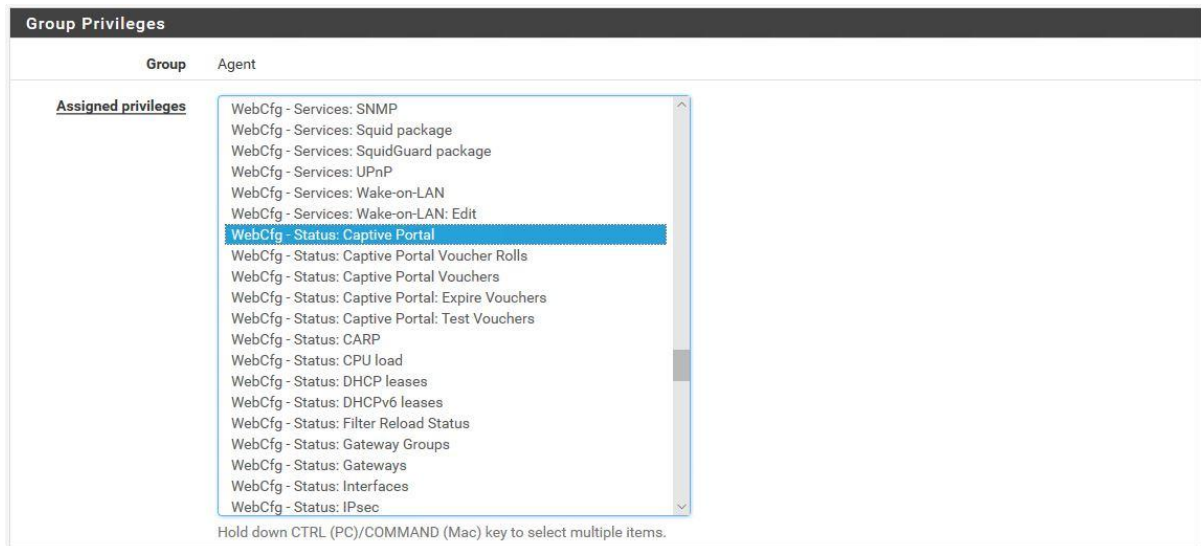 Group Privileges
Group Agent
Assigned privileges
WebCfg - Services: SNMP
WebCfg - Services: Squid package
WebCfg - Services: SquidGuard package
WebCfg - Services: UPnP
WebCfg - Services: Wake-on-LAN
WebCfg - Services: Wake-on-LAN: Edit
WebCfg - Status: Captive Portal
WebCfg - Status: Captive Portal Voucher Rolls
WebCfg - Status: Captive Portal Vouchers
WebCfg - Status: Captive Portal: Expire Vouchers
WebCfg - Status: Captive Portal: Test Vouchers
WebCfg - Status: CARP
WebCfg - Status: CPU load
WebCfg - Status: DHCP leases
WebCfg - Status: DHCPv6 leases
WebCfg - Status: Filter Reload Status
WebCfg - Status: Gateway Groups
WebCfg - Status: Gateways
WebCfg - Status: Interfaces
WebCfg - Status: IPsec
Hold down CTRL (PC)/COMMAND (Mac) key to select multiple items.